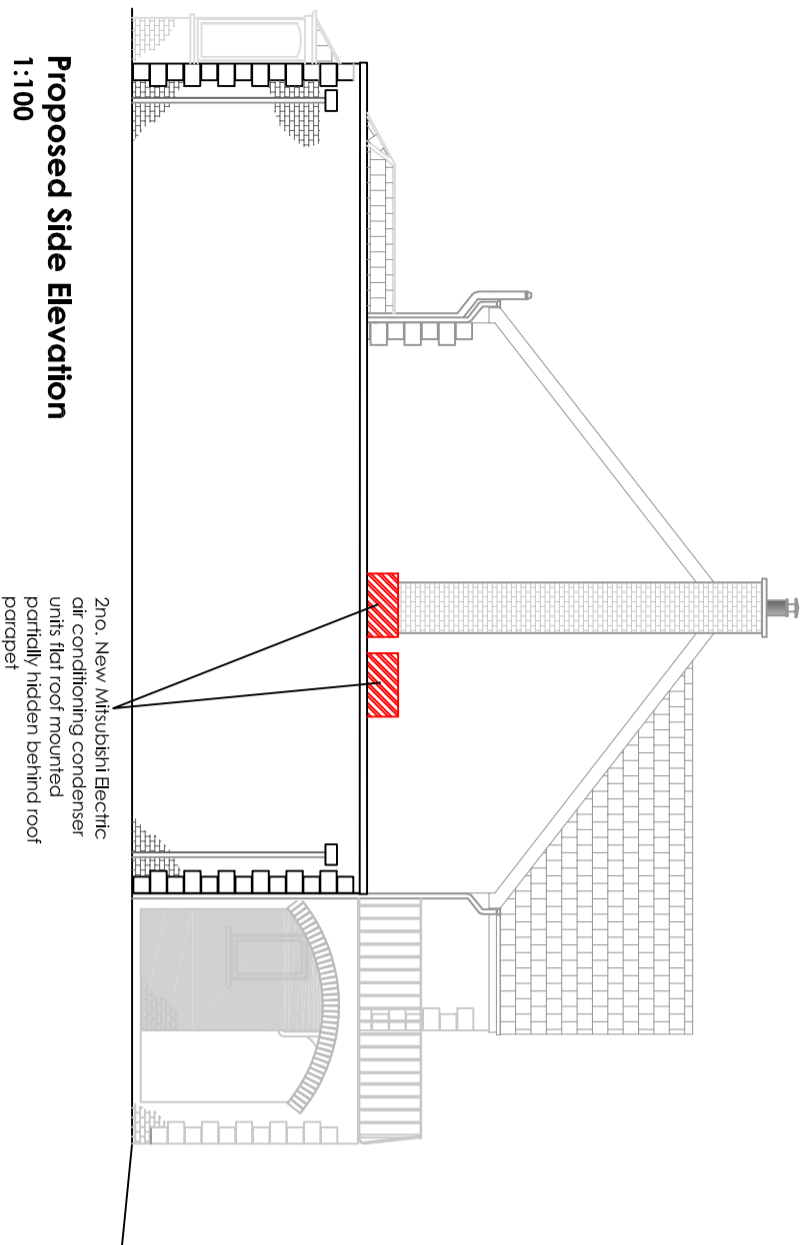 Proposed Side Elevation
1:100
2no. New Mitsubishi Electric
air conditioning condenser
units flat roof mounted
partially hidden behind roof
parapet